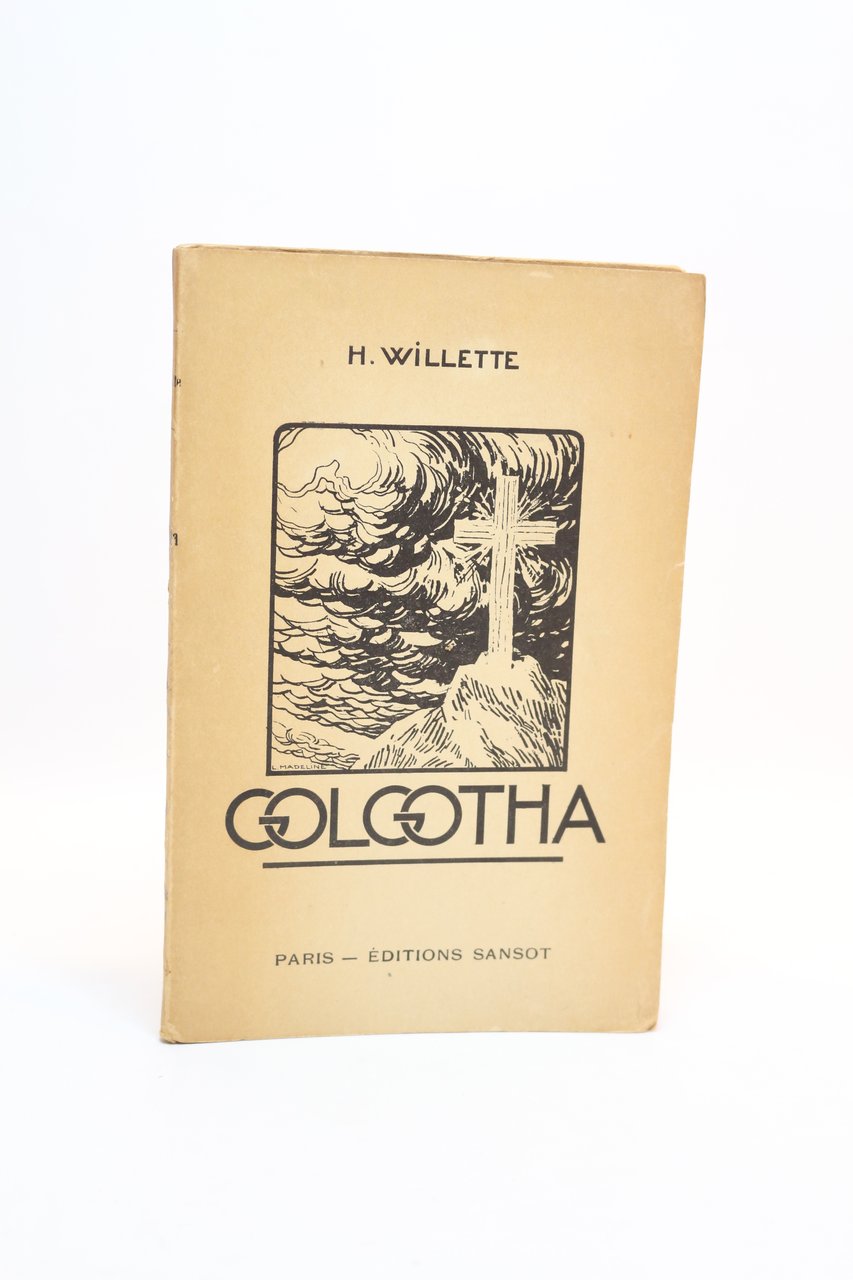 H. WiLLETTE
L. MADELINE
GOLGOTHA
PARIS — ÉDITIONS SANSOT